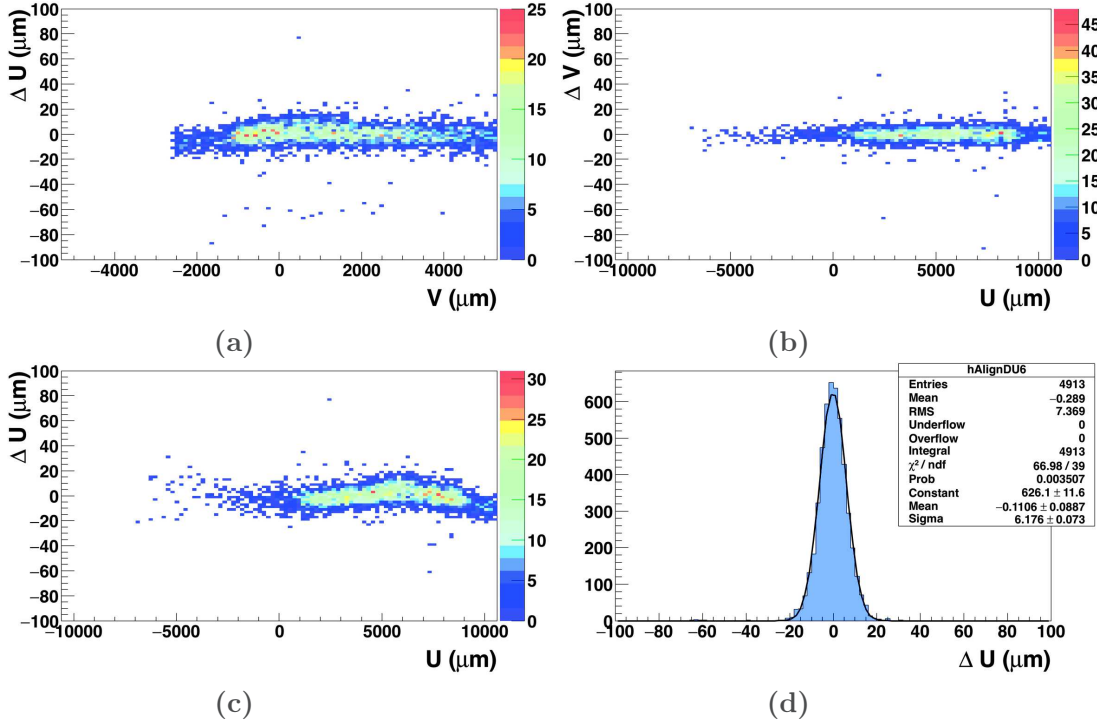 Δ U (μm)
100
80
60
40
20
0
−20
−40
−60
−80
−100
−4000 −2000 0 2000 4000
V (μm)
25
20
15
10
5
0
(a)
Δ V (μm)
100
80
60
40
20
0
−20
−40
−60
−80
−100
−10000 −5000 0 5000 10000
U (μm)
45
40
35
30
25
20
15
10
5
0
(b)
Δ U (μm)
100
80
60
40
20
0
−20
−40
−60
−80
−100
−10000 −5000 0 5000 10000
U (μm)
30
25
20
15
10
5
0
(c)
600
500
400
300
200
100
0
−100 −80 −60 −40 −20 0 20 40 60 80 100
Δ U (μm)
hAlignDU6
Entries 4913
Mean −0.289
RMS 7.369
Underflow 0
Overflow 0
Integral 4913
χ² / ndf 66.98 / 39
Prob 0.003507
Constant 626.1 ± 11.6
Mean −0.1106 ± 0.0887
Sigma 6.176 ± 0.073
(d)